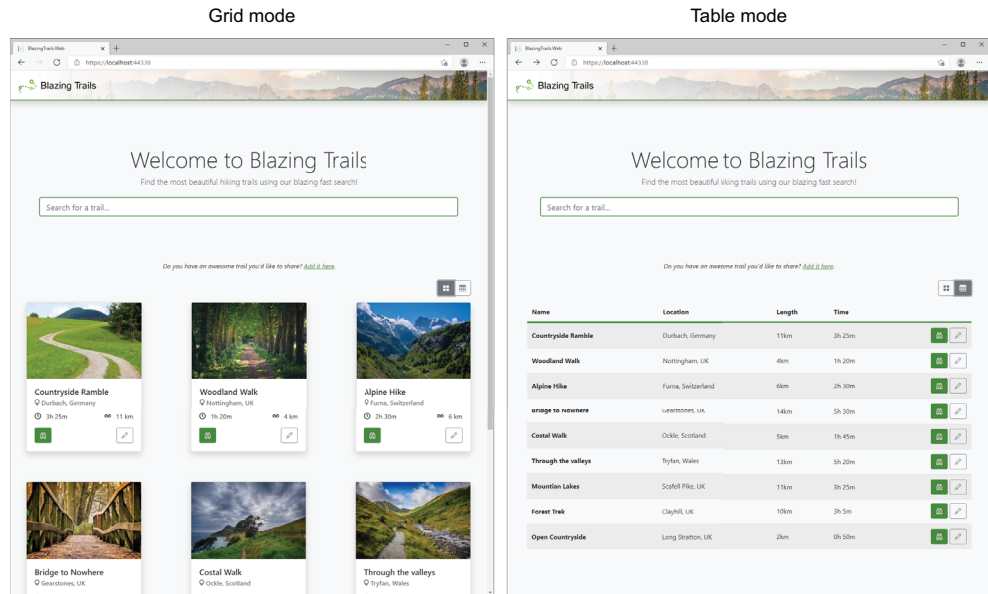 Grid mode
BlazingTrails.Web
https://localhost:44338
Blazing Trails
Welcome to Blazing Trails
Find the most beautiful hiking trails using our blazing fast search!
Search for a trail...
Do you have an awesome trail you'd like to share? Add it here.
Countryside Ramble
Durbach, Germany
3h 25m 11 km
Woodland Walk
Nottingham, UK
1h 20m 4 km
Alpine Hike
Furna, Switzerland
2h 30m 6 km
Bridge to Nowhere
Gearstones, UK
Costal Walk
Ockle, Scotland
Through the valleys
Tryfan, Wales
Table mode
BlazingTrails.Web
https://localhost:44338
Blazing Trails
Welcome to Blazing Trails
Find the most beautiful iking trails using our blazing fast search!
Search for a trail...
Do you have an aweome trail you'd like to share? Add it here.
Name Location Length Time
Countryside Ramble Durbach, Germany 11km 3h 25m
Woodland Walk Nottingham, UK 4km 1h 20m
Alpine Hike Furna, Switzerland 6km 2h 30m
Bridge to Nowhere Gearstones, UK 14km 5h 30m
Costal Walk Ockle, Scotland 5km 1h 45m
Through the valleys Tryfan, Wales 13km 5h 20m
Mountian Lakes Scafell Pike, UK 11km 3h 25m
Forest Trek Clayhill, UK 10km 3h 5m
Open Countryside Long Stratton, UK 2km 0h 50m